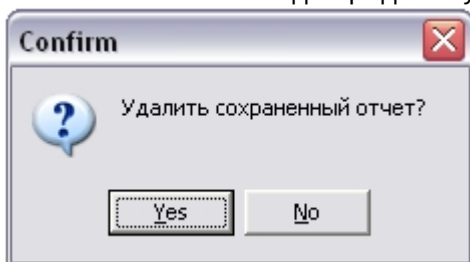 Confirm
Удалить сохраненный отчет?
Yes
No